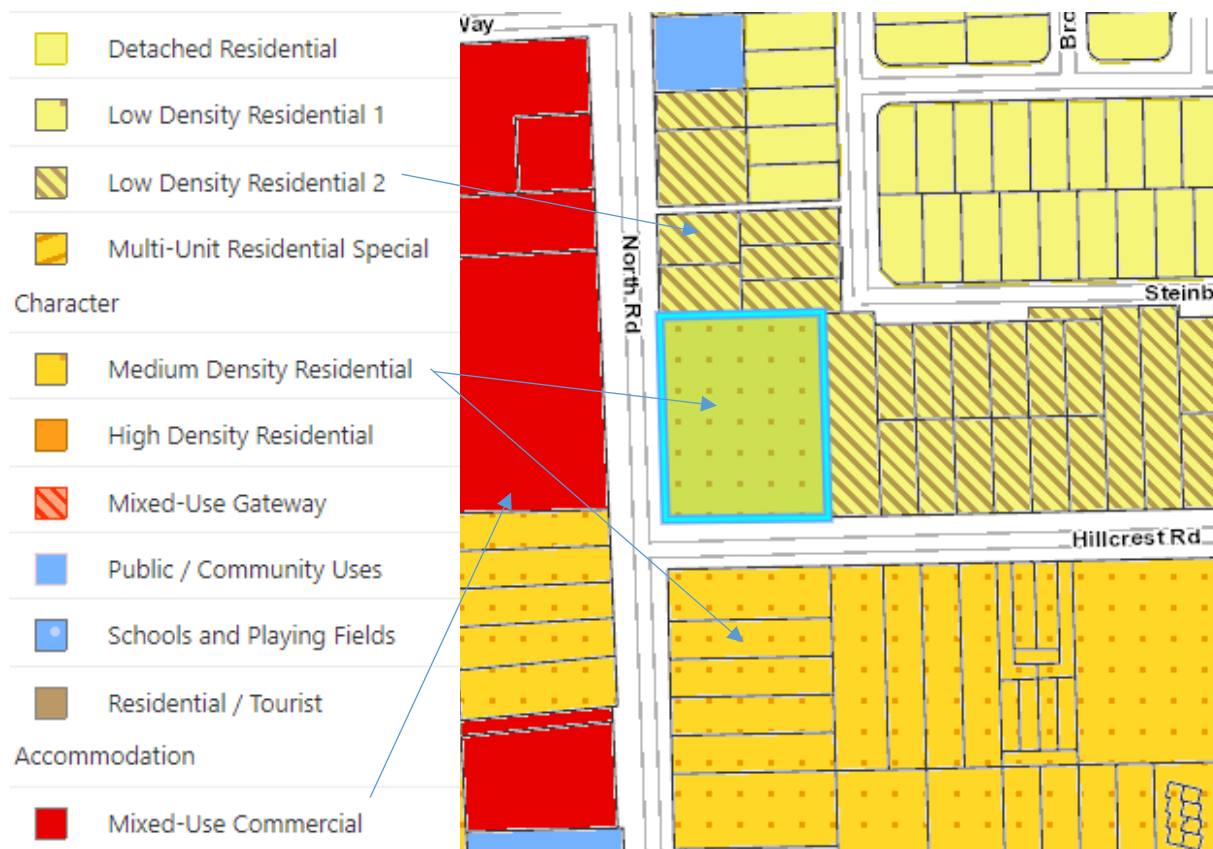 Detached Residential
Low Density Residential 1
Low Density Residential 2
Multi-Unit Residential Special
Character
Medium Density Residential
High Density Residential
Mixed-Use Gateway
Public / Community Uses
Schools and Playing Fields
Residential / Tourist
Accommodation
Mixed-Use Commercial
Way
Bro
North Rd
Steinb
Hillcrest Rd